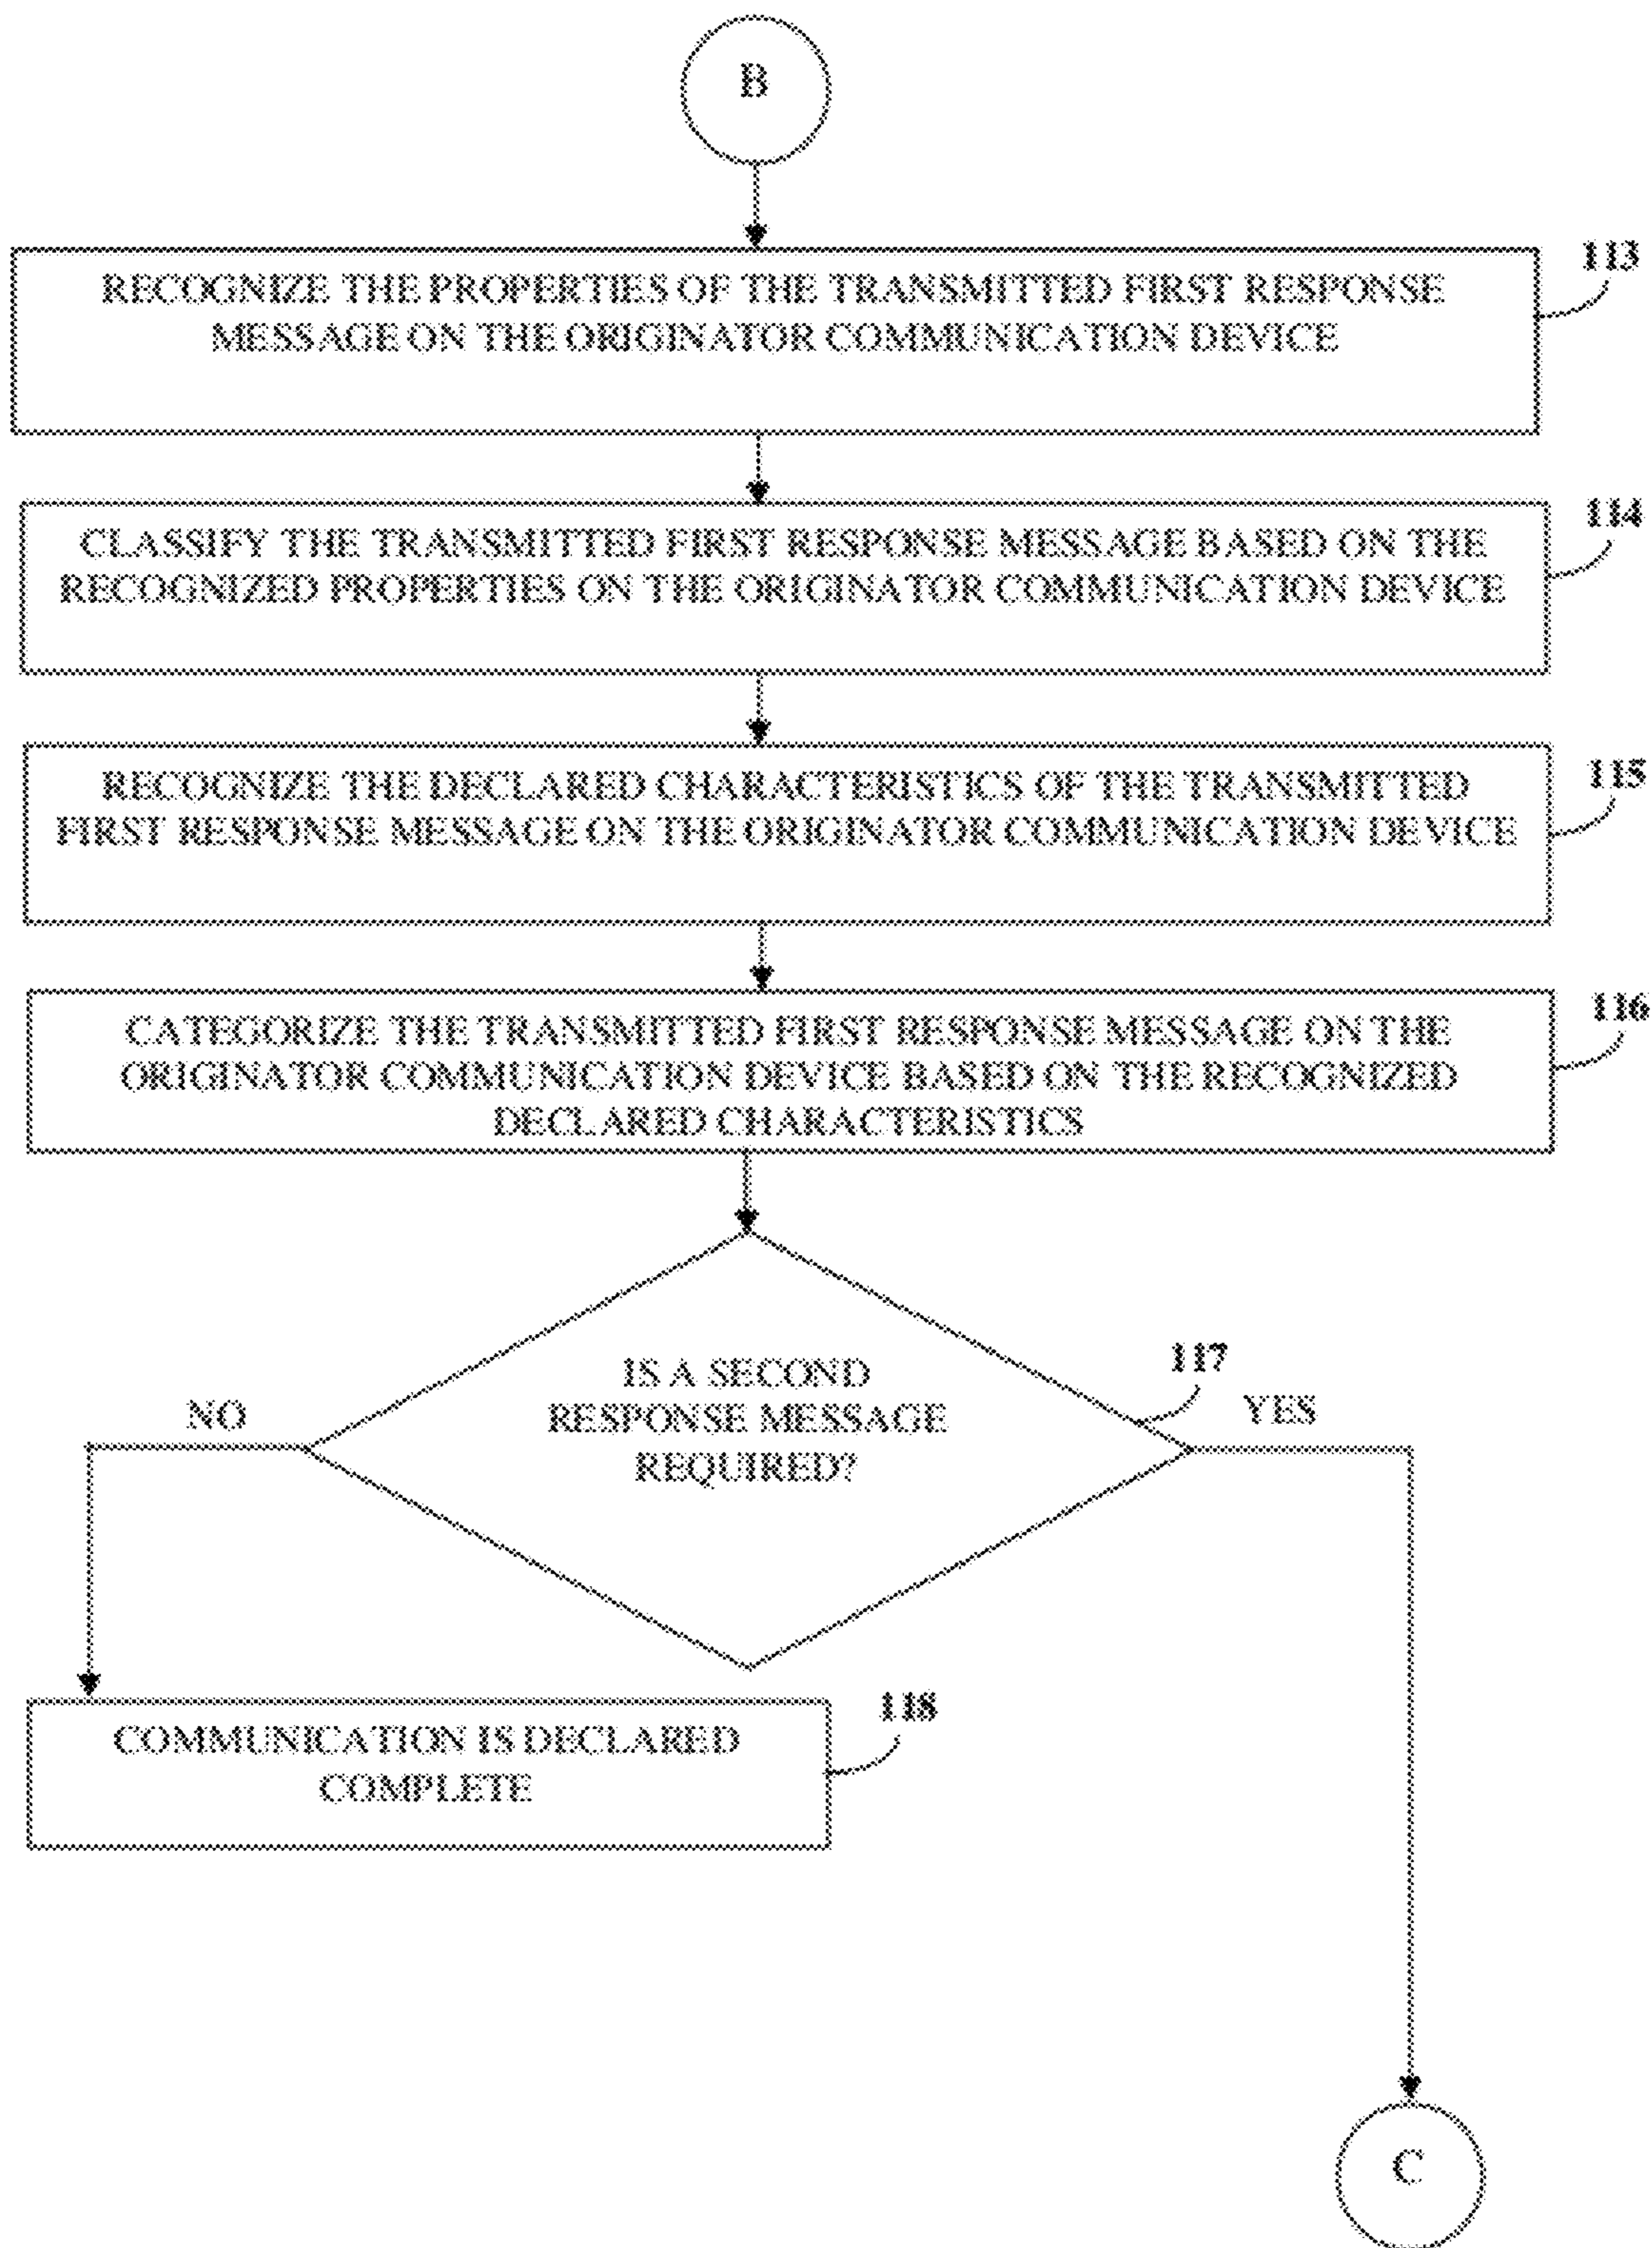 B
113
RECOGNIZE THE PROPERTIES OF THE TRANSMITTED FIRST RESPONSE
MESSAGE ON THE ORIGINATOR COMMUNICATION DEVICE
114
CLASSIFY THE TRANSMITTED FIRST RESPONSE MESSAGE BASED ON THE
RECOGNIZED PROPERTIES ON THE ORIGINATOR COMMUNICATION DEVICE
115
RECOGNIZE THE DECLARED CHARACTERISTICS OF THE TRANSMITTED
FIRST RESPONSE MESSAGE ON THE ORIGINATOR COMMUNICATION DEVICE
116
CATEGORIZE THE TRANSMITTED FIRST RESPONSE MESSAGE ON THE
ORIGINATOR COMMUNICATION DEVICE BASED ON THE RECOGNIZED
DECLARED CHARACTERISTICS
117
IS A SECOND
RESPONSE MESSAGE
REQUIRED?
NO
YES
118
COMMUNICATION IS DECLARED
COMPLETE
C